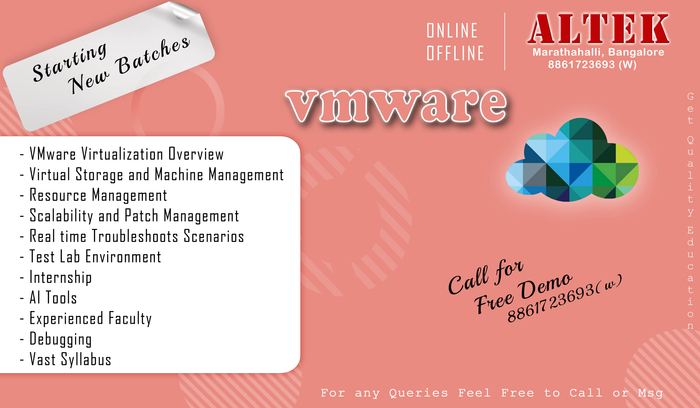 Starting
New Batches
ONLINE
OFFLINE
ALTEK
Marathahalli, Bangalore
8861723693 (W)
vmware
- VMware Virtualization Overview
- Virtual Storage and Machine Management
- Resource Management
- Scalability and Patch Management
- Real time Troubleshoots Scenarios
- Test Lab Environment
- Internship
- AI Tools
- Experienced Faculty
- Debugging
- Vast Syllabus
Call for
Free Demo
8861723693(w)
Get Quality Education
For any Queries Feel Free to Call or Msg